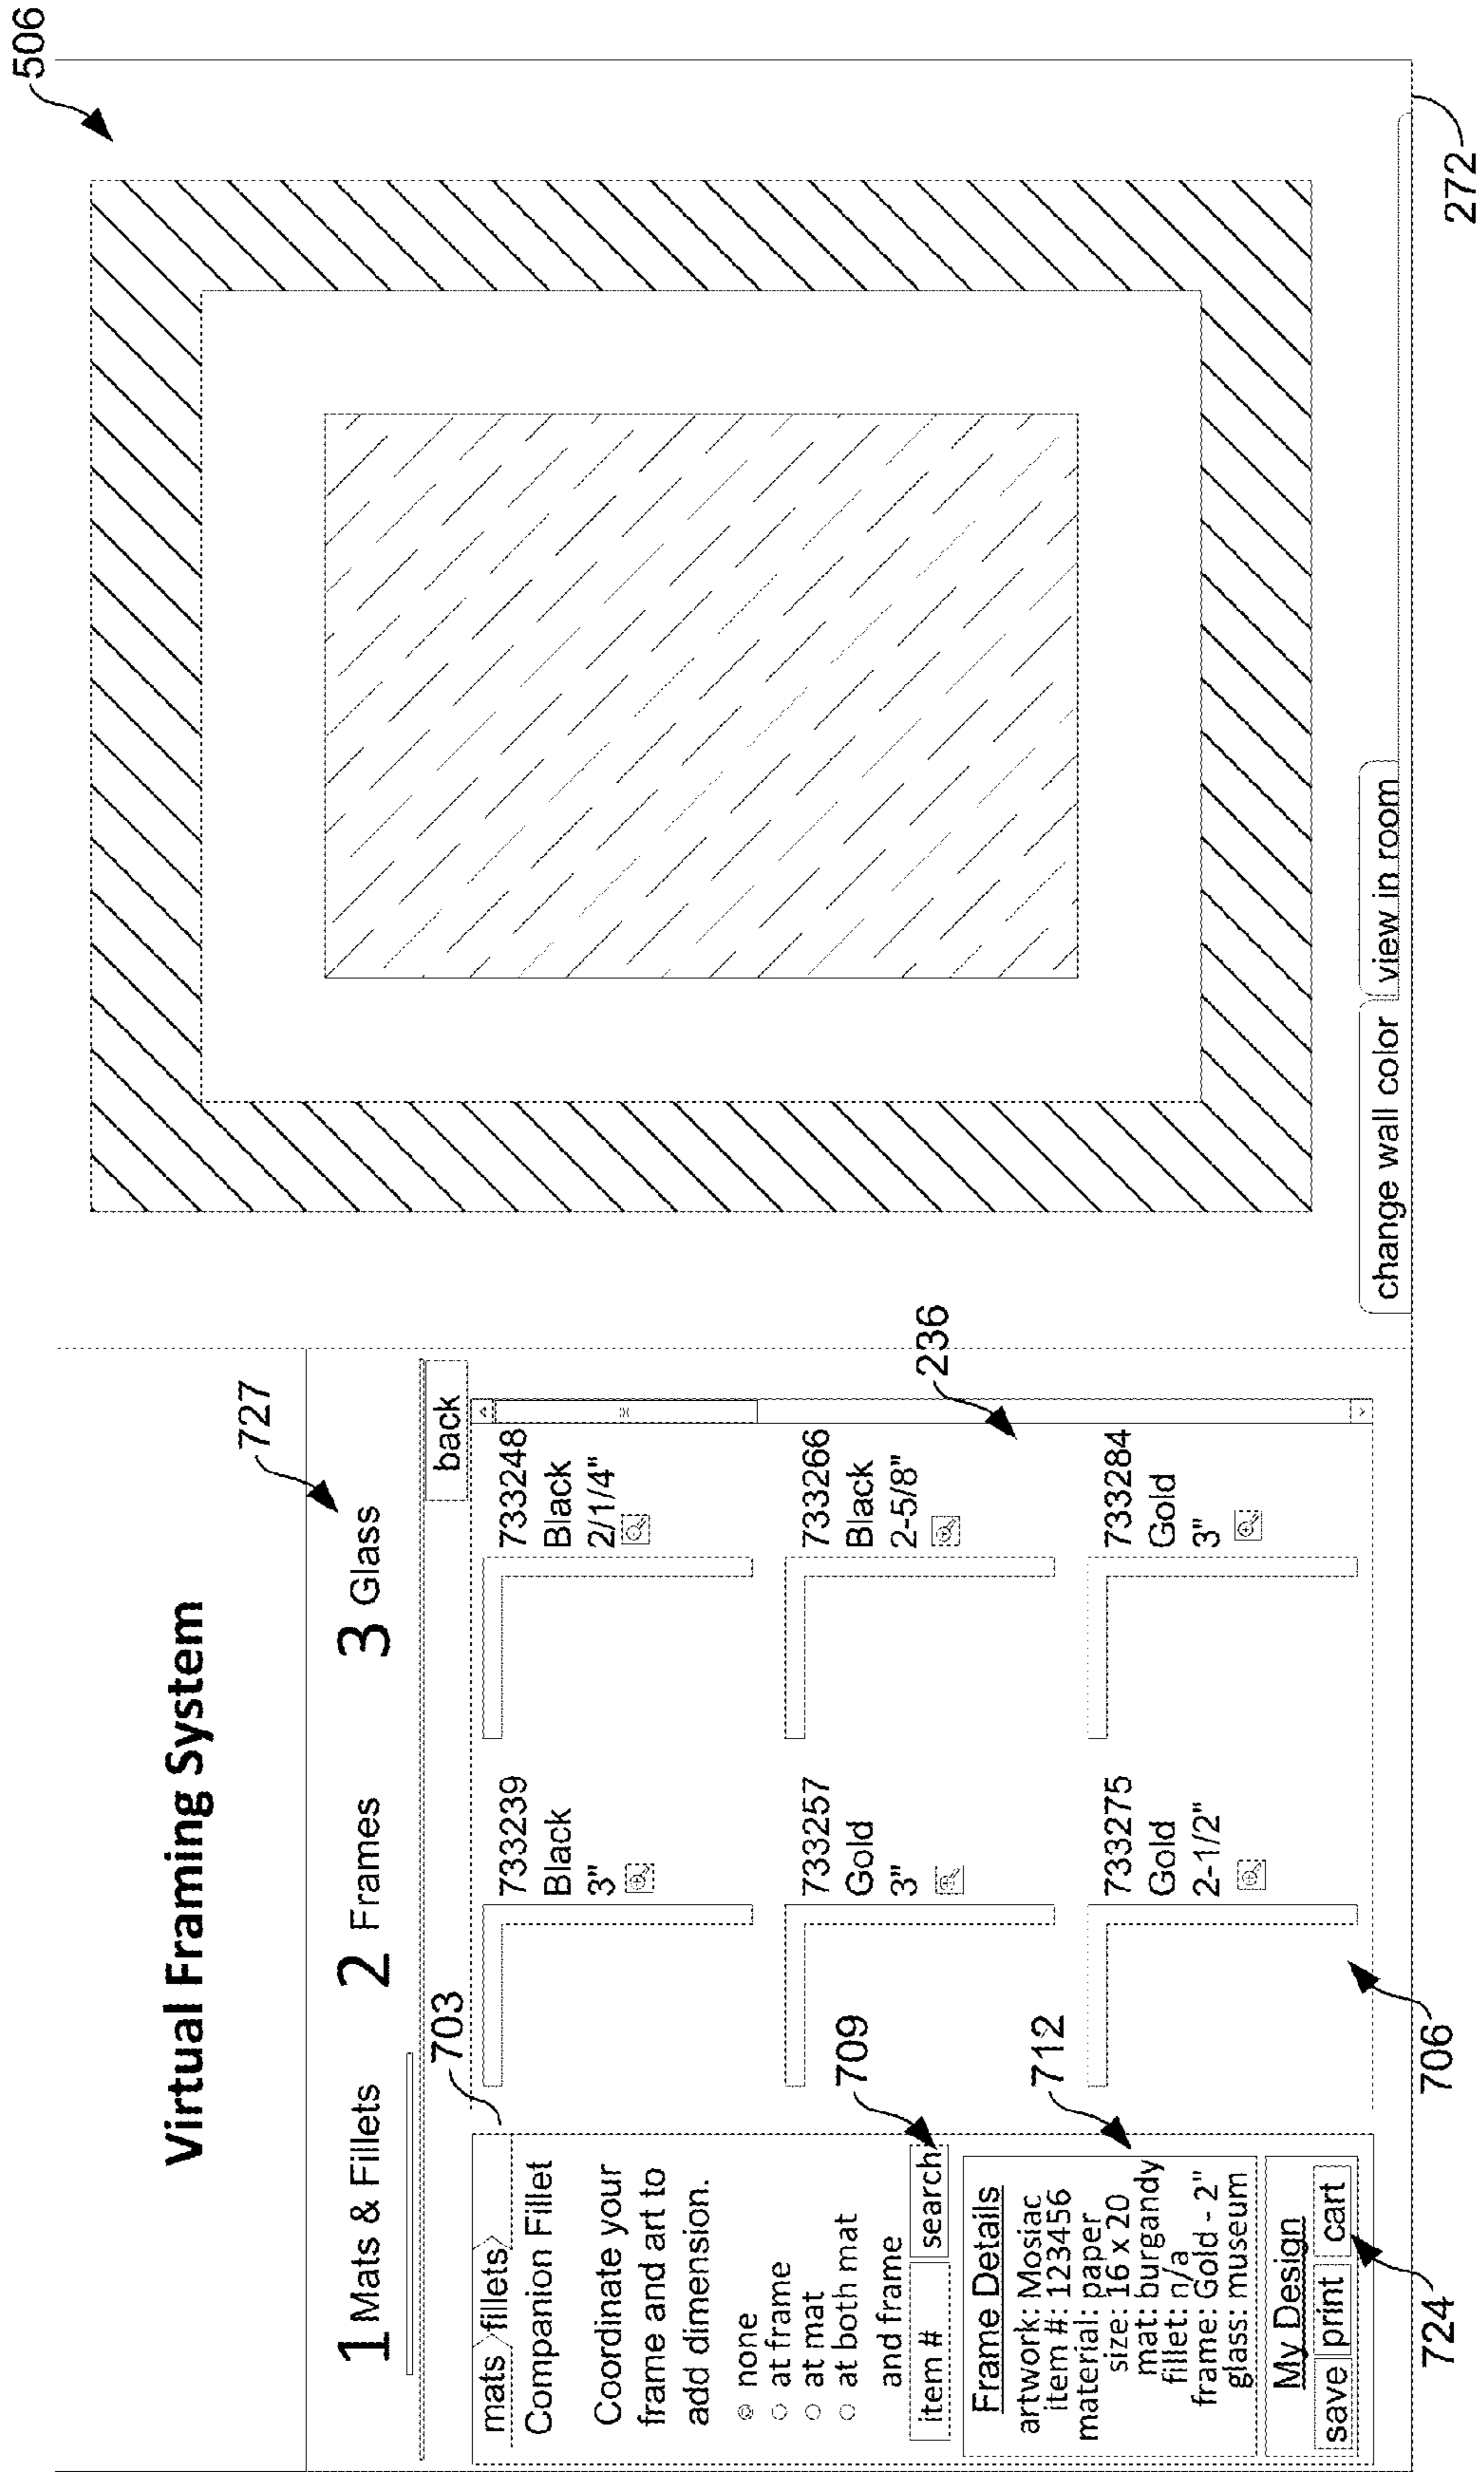 506
Virtual Framing System
727
1 Mats & Fillets 2 Frames 3 Glass
703
back
mats fillets
Companion Fillet
Coordinate your
frame and art to
add dimension.
none
at frame
at mat
at both mat
and frame
item # search
709
Frame Details
artwork: Mosiac
item #: 123456
material: paper
size: 16 x 20
mat: burgandy
fillet: n/a
frame: Gold - 2"
glass: museum
712
My Design
save print cart
724
733239
Black
3"
733248
Black
2/1/4"
733257
Gold
3"
733266
Black
2-5/8"
733275
Gold
2-1/2"
733284
Gold
3"
236
706
change wall color view in room
272